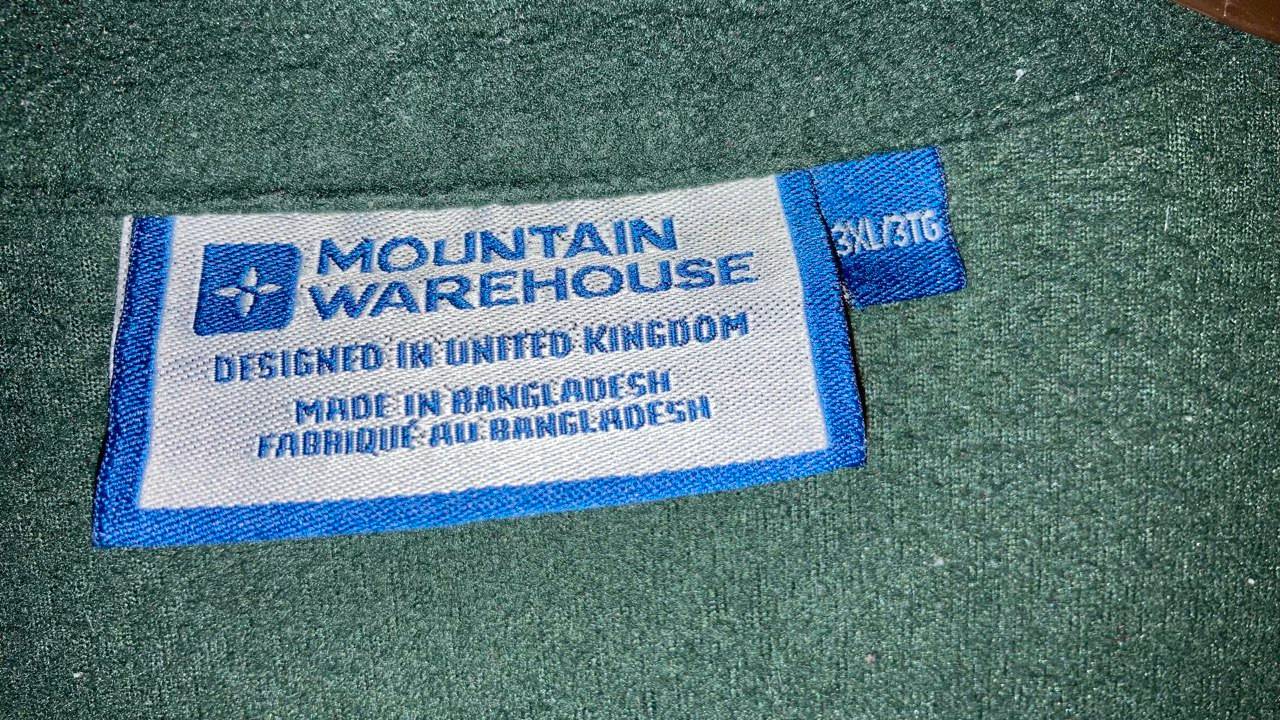 MOUNTAIN
WAREHOUSE
DESIGNED IN UNITED KINGDOM
MADE IN BANGLADESH
FABRIQUÉ AU BANGLADESH
3XL/3TG